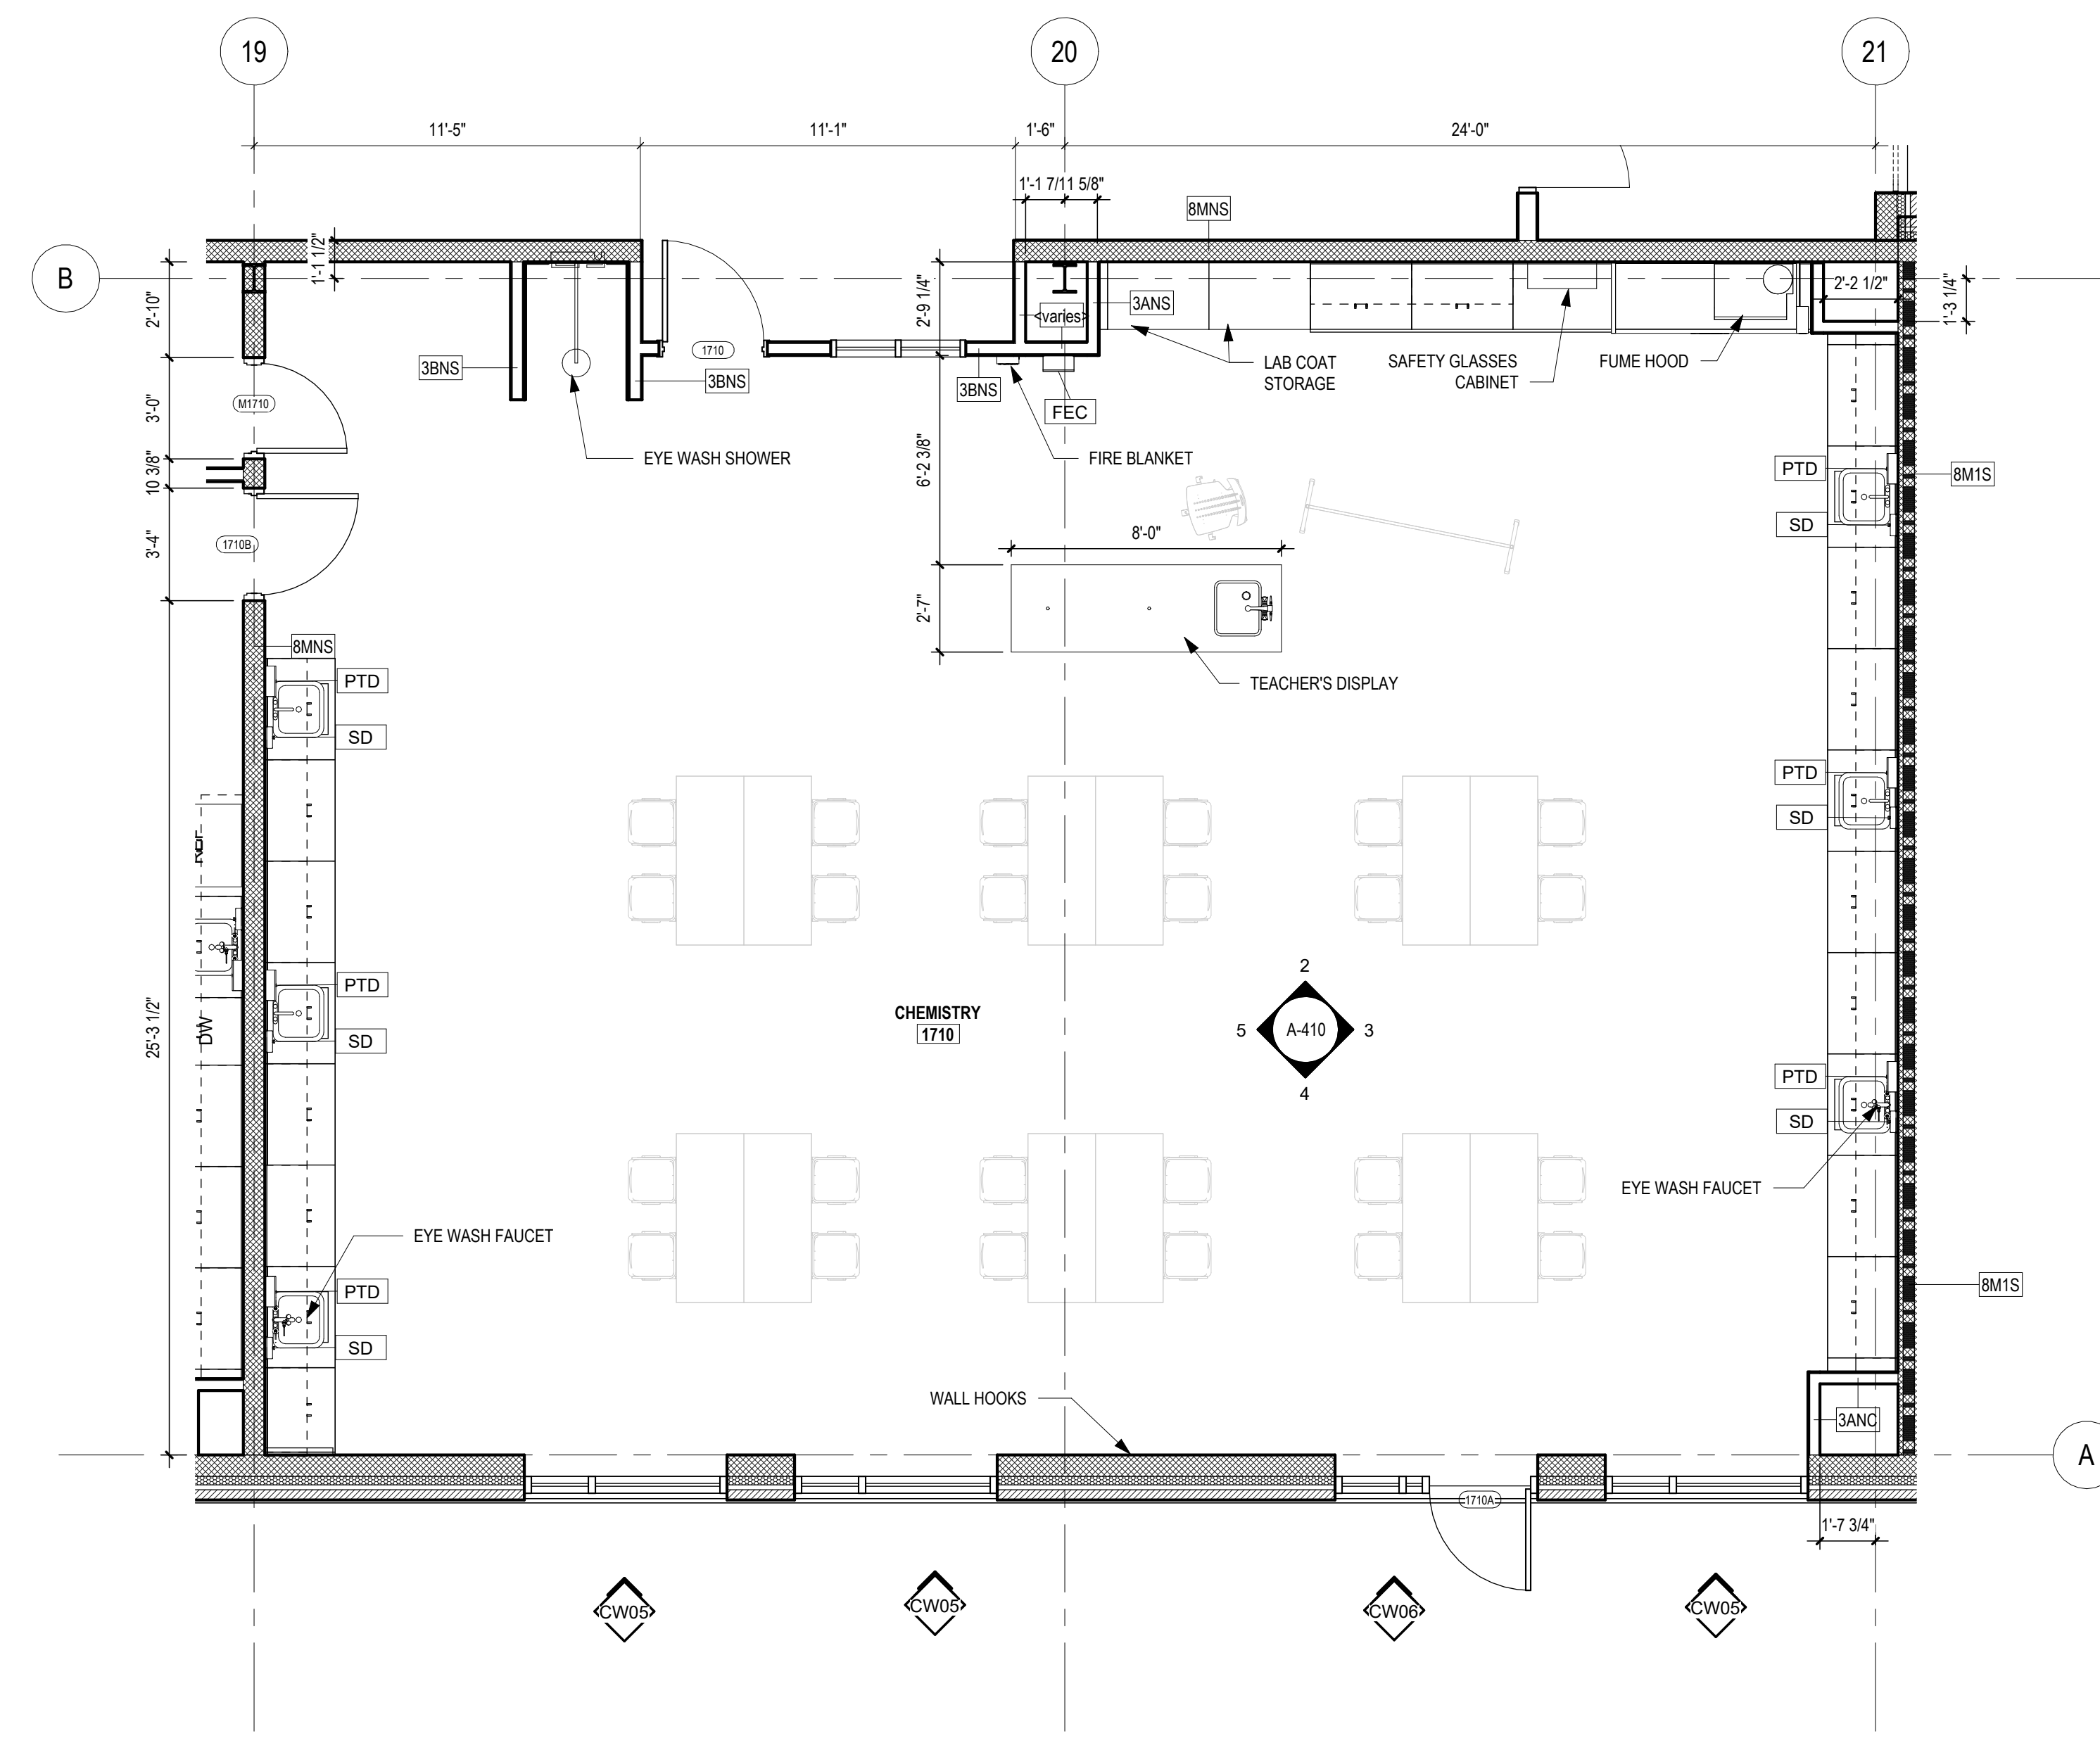 19
20
21
11'-5"
11'-1"
1'-6"
24'-0"
1'-1 7/11 5/8"
8MNS
B
1'-1 1/2"
2'-10"
2'-9 1/4"
<varies>
3ANS
2'-2 1/2"
1'-3 1/4"
1710
3BNS
3BNS
3BNS
FEC
LAB COAT
STORAGE
SAFETY GLASSES
CABINET
FUME HOOD
M1710
3'-0"
EYE WASH SHOWER
FIRE BLANKET
10 3/8"
6'-2 3/8"
PTD
SD
8M1S
3'-4"
1710B
8'-0"
2'-7"
8MNS
PTD
SD
TEACHER'S DISPLAY
PTD
SD
DW
25'-3 1/2"
PTD
SD
CHEMISTRY
1710
2
5
A-410
3
4
PTD
SD
EYE WASH FAUCET
EYE WASH FAUCET
PTD
SD
8M1S
WALL HOOKS
3ANC
A
1710A
1'-7 3/4"
CW05
CW05
CW06
CW05